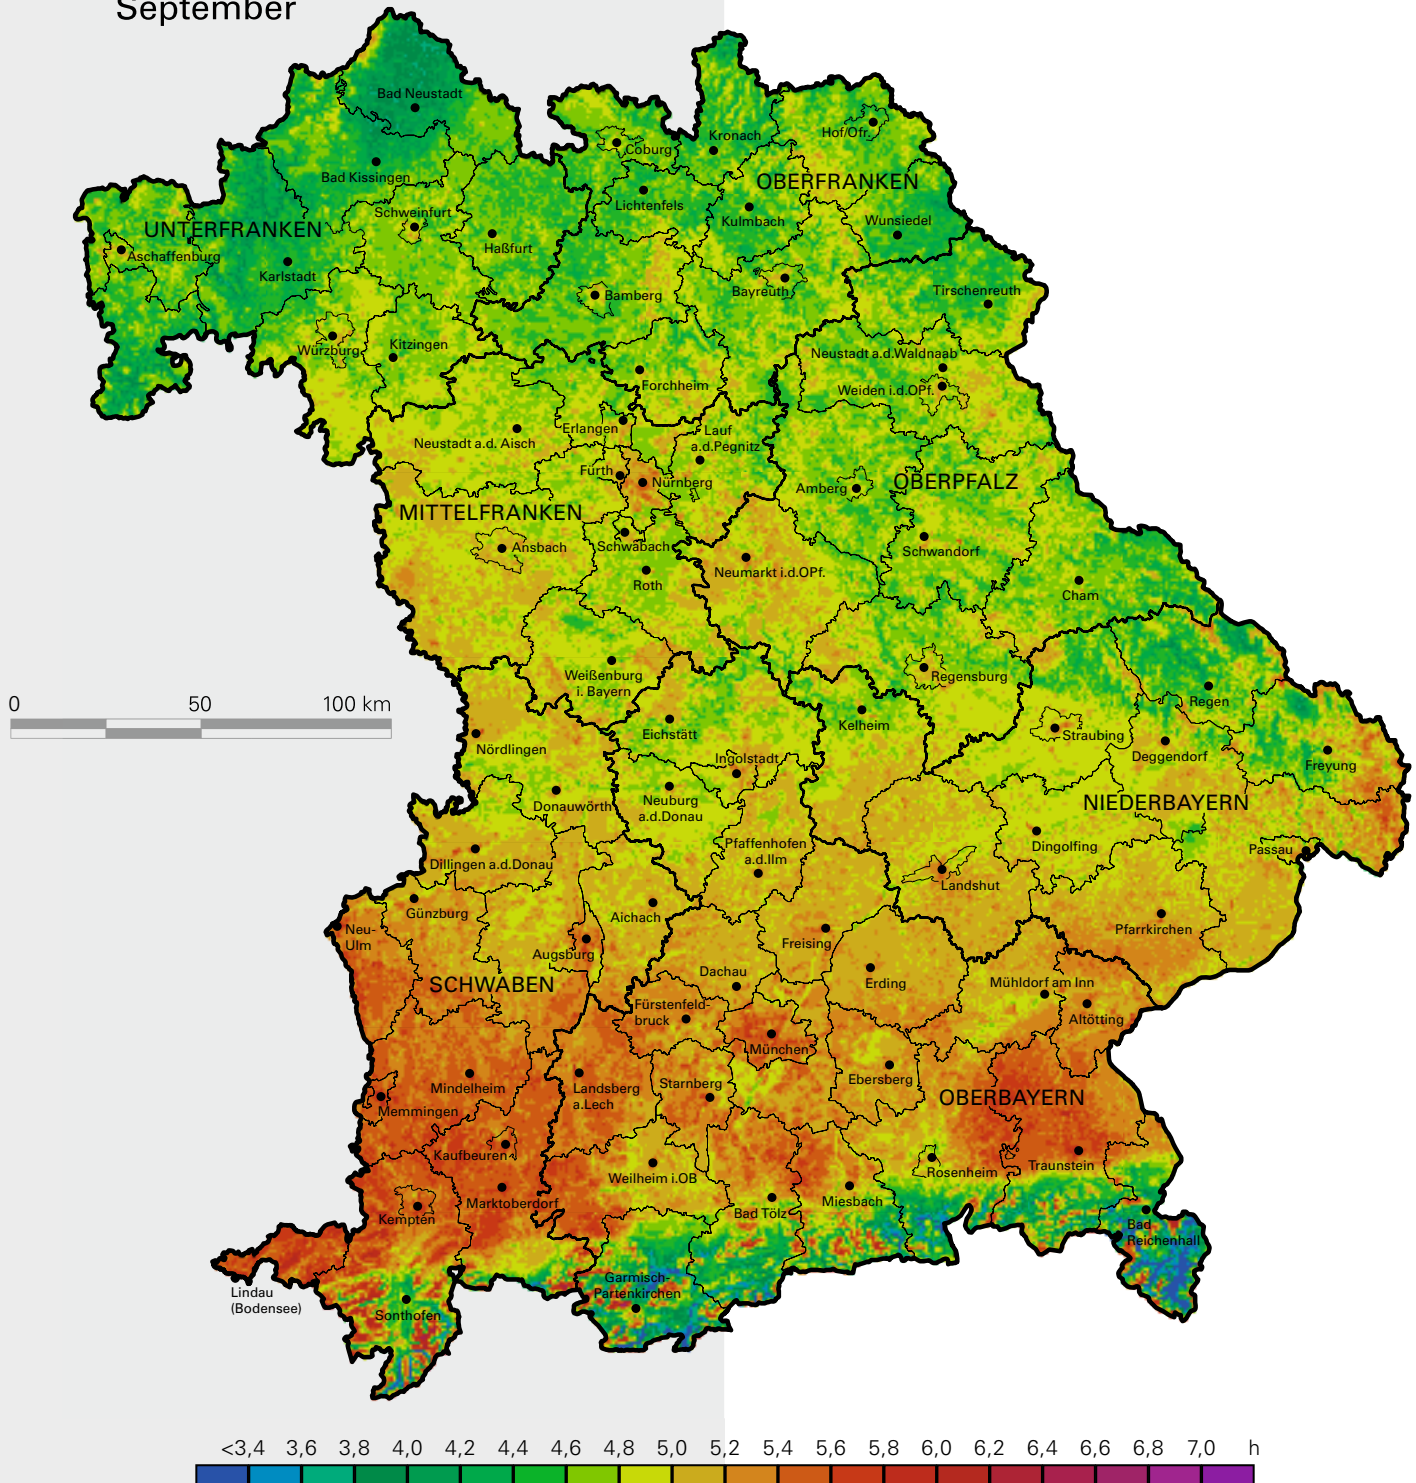 September
Bad Neustadt
Kronach
Hof/Ofr.
Coburg
Bad Kissingen
OBERFRANKEN
Lichtenfels
Schweinfurt
Kulmbach
Wunsiedel
UNTERFRANKEN
Haßfurt
Aschaffenburg
Karlstadt
Bayreuth
Tirschenreuth
Bamberg
Würzburg
Kitzingen
Neustadt a.d.Waldnaab
Forchheim
Weiden i.d.OPf.
Erlangen
Lauf
a.d.Pegnitz
Neustadt a.d. Aisch
Fürth
Nürnberg
Amberg
OBERPFALZ
MITTELFRANKEN
Ansbach
Schwabach
Schwandorf
Neumarkt i.d.OPf.
Roth
Cham
Weißenburg
i. Bayern
Regensburg
0 50 100 km
Regen
Kelheim
Eichstätt
Straubing
Nördlingen
Deggendorf
Ingolstadt
Freyung
Donauwörth
Neuburg
a.d.Donau
NIEDERBAYERN
Pfaffenhofen
a.d.Ilm
Dingolfing
Passau
Dillingen a.d.Donau
Landshut
Günzburg
Aichach
Neu-
Ulm
Pfarrkirchen
Augsburg
Freising
Dachau
SCHWABEN
Erding
Mühldorf am Inn
Fürstenfeld-
bruck
Altötting
München
Mindelheim
Landsberg
a.Lech
Starnberg
Ebersberg
OBERBAYERN
Memmingen
Kaufbeuren
Weilheim i.OB
Rosenheim
Traunstein
Marktoberdorf
Miesbach
Kempten
Bad Tölz
Bad
Reichenhall
Garmisch-
Partenkirchen
Lindau
(Bodensee)
Sonthofen
<3,4 3,6 3,8 4,0 4,2 4,4 4,6 4,8 5,0 5,2 5,4 5,6 5,8 6,0 6,2 6,4 6,6 6,8 7,0 h